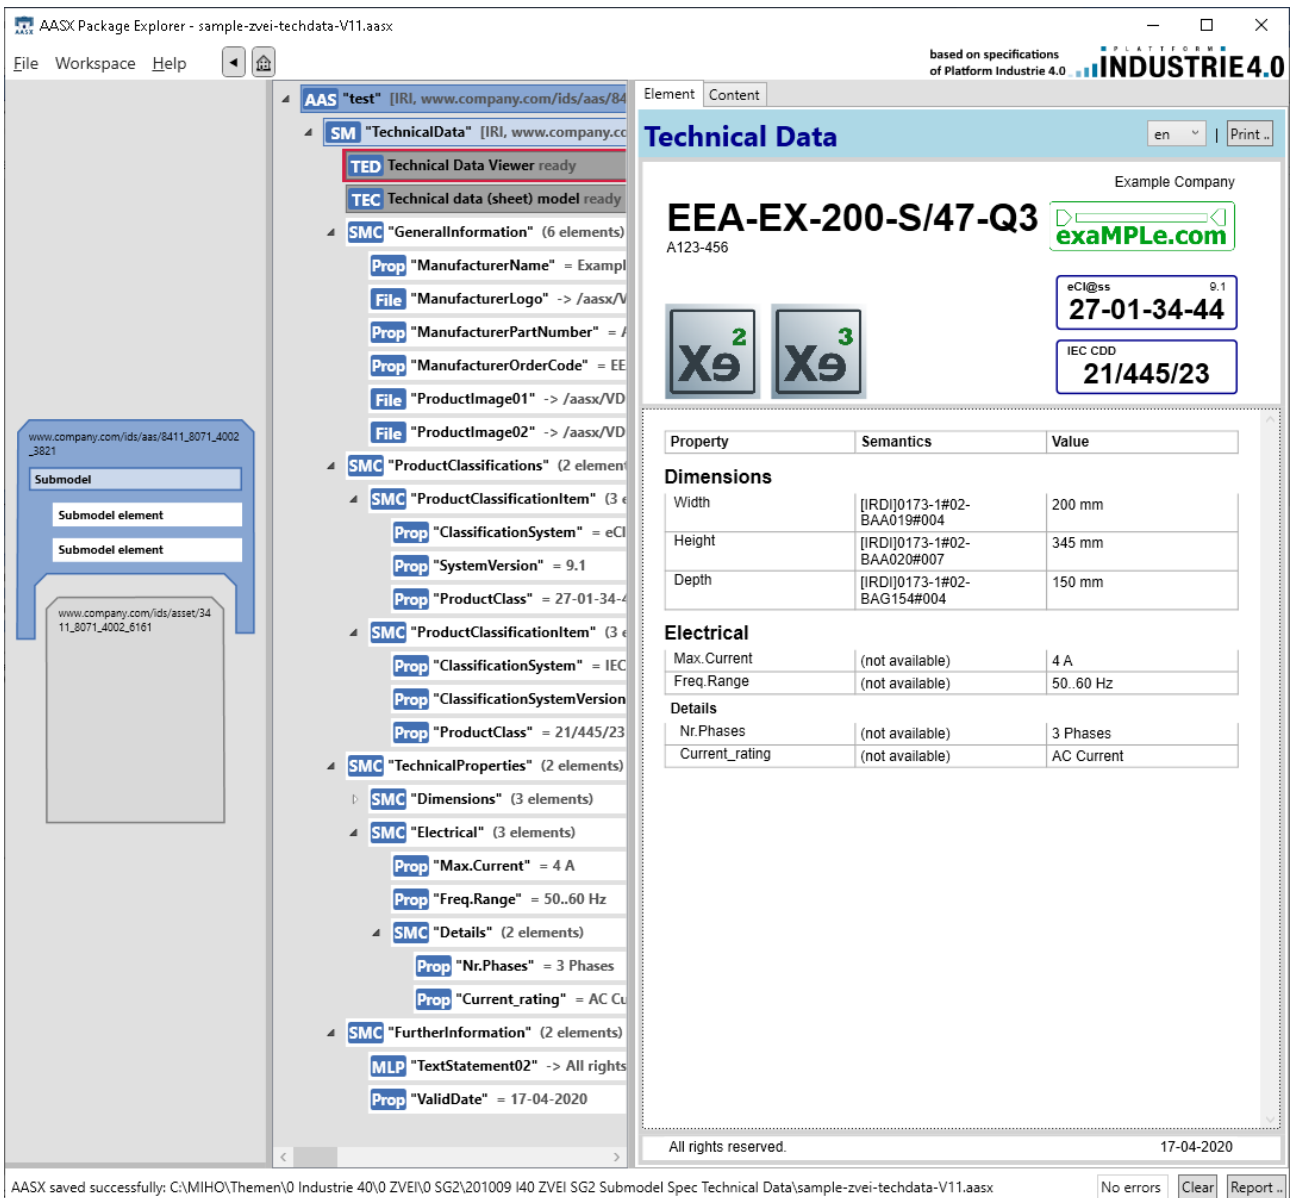 AASX Package Explorer - sample-zvei-techdata-V11.aasx
File Workspace Help
based on specifications
of Platform Industrie 4.0
PLATTFORM
INDUSTRIE4.0
www.company.com/ids/aas/8411_8071_4002
_3821
Submodel
Submodel element
Submodel element
www.company.com/ids/asset/34
11_8071_4002_6161
AAS "test" [IRI, www.company.com/ids/aas/84
SM "TechnicalData" [IRI, www.company.cc
TED Technical Data Viewer ready
TEC Technical data (sheet) model ready
SMC "GeneralInformation" (6 elements)
Prop "ManufacturerName" = Exampl
File "ManufacturerLogo" -> /aasx/V
Prop "ManufacturerPartNumber" = A
Prop "ManufacturerOrderCode" = EE
File "ProductImage01" -> /aasx/VD
File "ProductImage02" -> /aasx/VD
SMC "ProductClassifications" (2 element
SMC "ProductClassificationItem" (3 e
Prop "ClassificationSystem" = eCl
Prop "SystemVersion" = 9.1
Prop "ProductClass" = 27-01-34-4
SMC "ProductClassificationItem" (3 e
Prop "ClassificationSystem" = IEC
Prop "ClassificationSystemVersion
Prop "ProductClass" = 21/445/23
SMC "TechnicalProperties" (2 elements)
SMC "Dimensions" (3 elements)
SMC "Electrical" (3 elements)
Prop "Max.Current" = 4 A
Prop "Freq.Range" = 50..60 Hz
SMC "Details" (2 elements)
Prop "Nr.Phases" = 3 Phases
Prop "Current_rating" = AC Cu
SMC "FurtherInformation" (2 elements)
MLP "TextStatement02" -> All rights
Prop "ValidDate" = 17-04-2020
Element Content
Technical Data
en | Print ..
Example Company
EEA-EX-200-S/47-Q3
A123-456
exaMPLe.com
eCl@ss 9.1
27-01-34-44
IEC CDD
21/445/23
Xe 2
Xe 3
Property Semantics Value
Dimensions
Width [IRDI]0173-1#02- 200 mm
BAA019#004
Height [IRDI]0173-1#02- 345 mm
BAA020#007
Depth [IRDI]0173-1#02- 150 mm
BAG154#004
Electrical
Max.Current (not available) 4 A
Freq.Range (not available) 50..60 Hz
Details
Nr.Phases (not available) 3 Phases
Current_rating (not available) AC Current
All rights reserved. 17-04-2020
AASX saved successfully: C:\MIHO\Themen\0 Industrie 40\0 ZVEI\0 SG2\201009 I40 ZVEI SG2 Submodel Spec Technical Data\sample-zvei-techdata-V11.aasx
No errors Clear Report ..